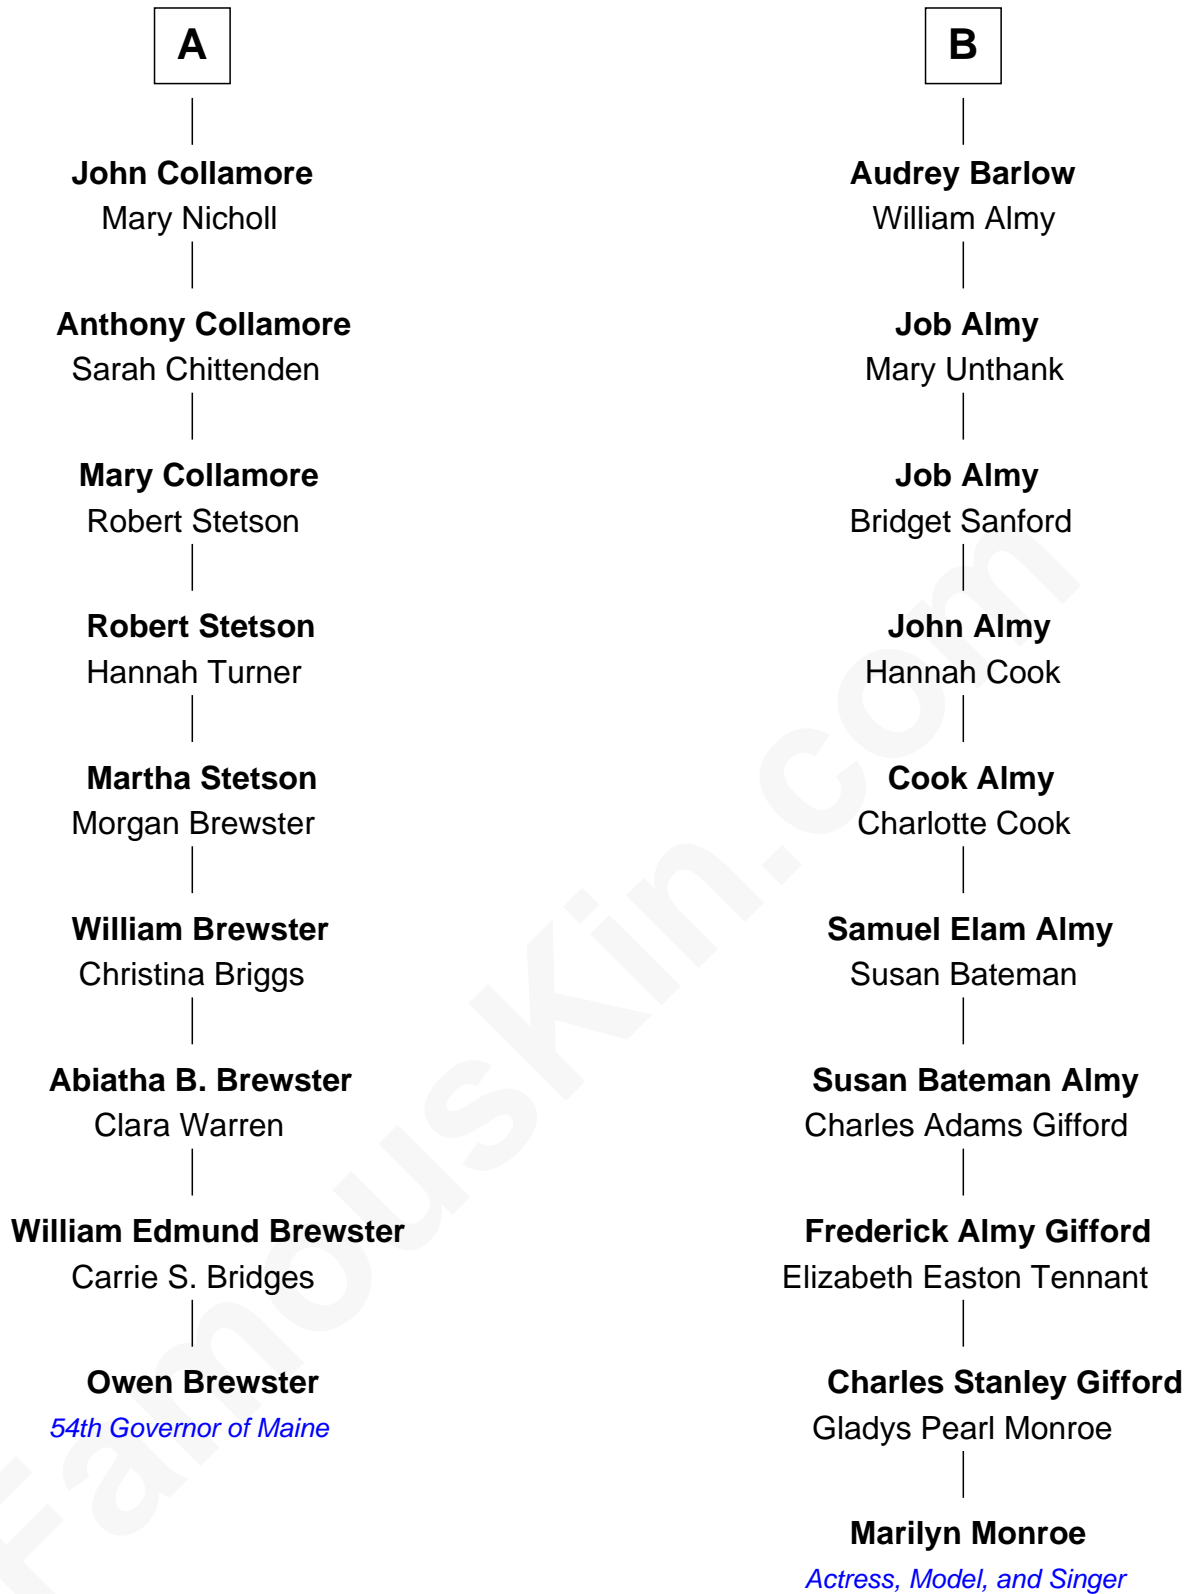 A
John Collamore
Mary Nicholl
Anthony Collamore
Sarah Chittenden
Mary Collamore
Robert Stetson
Robert Stetson
Hannah Turner
Martha Stetson
Morgan Brewster
William Brewster
Christina Briggs
Abiatha B. Brewster
Clara Warren
William Edmund Brewster
Carrie S. Bridges
Owen Brewster
54th Governor of Maine
B
Audrey Barlow
William Almy
Job Almy
Mary Unthank
Job Almy
Bridget Sanford
John Almy
Hannah Cook
Cook Almy
Charlotte Cook
Samuel Elam Almy
Susan Bateman
Susan Bateman Almy
Charles Adams Gifford
Frederick Almy Gifford
Elizabeth Easton Tennant
Charles Stanley Gifford
Gladys Pearl Monroe
Marilyn Monroe
Actress, Model, and Singer
FamousKin.com